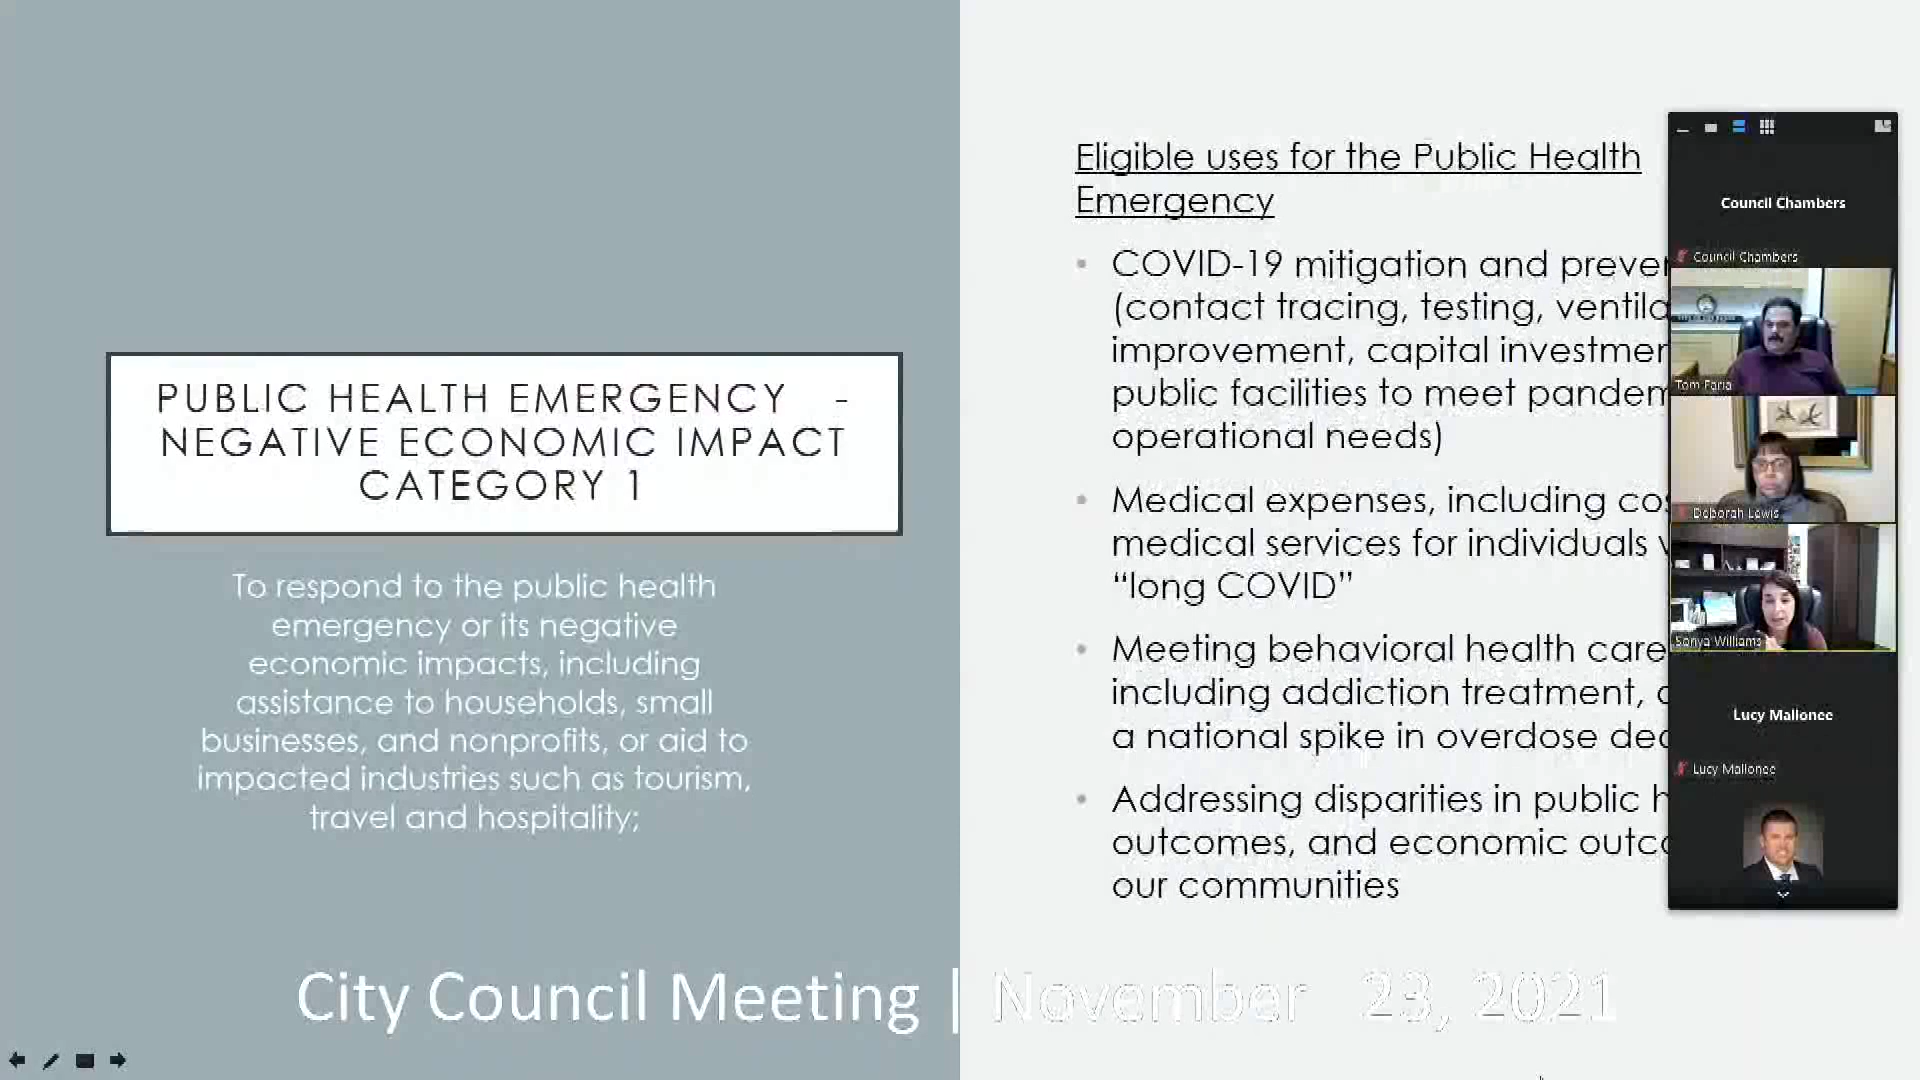 PUBLIC HEALTH EMERGENCY -
NEGATIVE ECONOMIC IMPACT
CATEGORY 1
To respond to the public health
emergency or its negative
economic impacts, including
assistance to households, small
businesses, and nonprofits, or aid to
impacted industries such as tourism,
travel and hospitality;
Eligible uses for the Public Health
Emergency
• COVID-19 mitigation and preven
(contact tracing, testing, ventila
improvement, capital investmen
public facilities to meet pandem
operational needs)
• Medical expenses, including cos
medical services for individuals
“long COVID”
• Meeting behavioral health care
including addiction treatment,
a national spike in overdose dea
• Addressing disparities in public h
outcomes, and economic outco
our communities
Council Chambers
Council Chambers
Tom Faria
Deborah Lewis
Sonya Williams
Lucy Mallonee
Lucy Mallonee
City Council Meeting | November 23, 2021